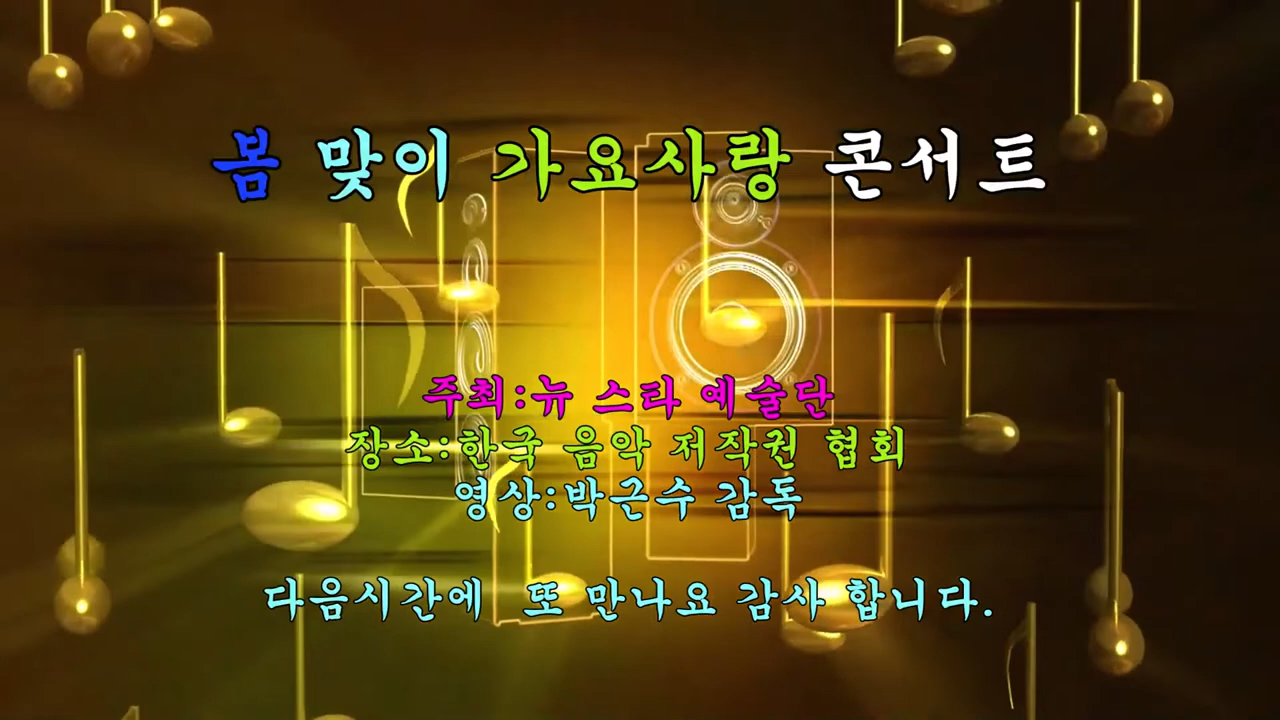 봄 맞이 가요사랑 콘서트
주최:뉴 스타 예술단
장소:한국 음악 저작권 협회
영상:박근수 감독
다음시간에 또 만나요 감사 합니다.